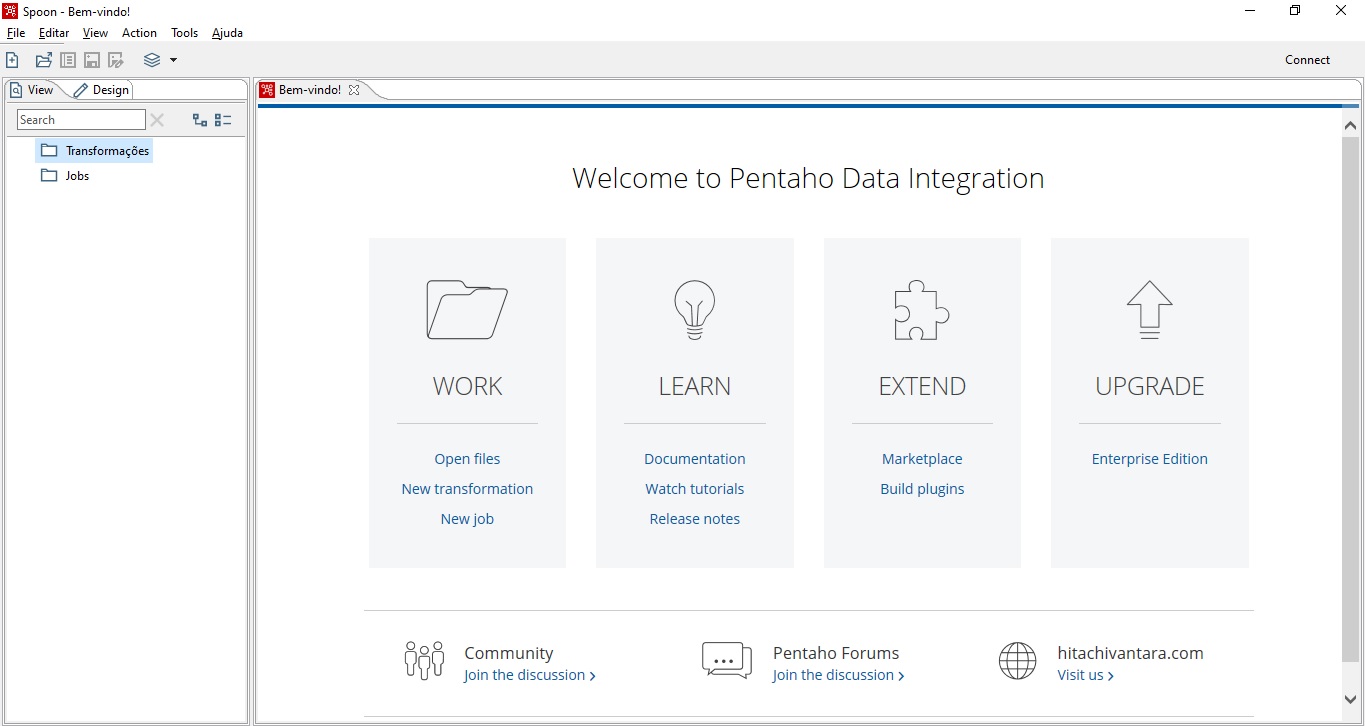 Spoon - Bem-vindo!
File Editar View Action Tools Ajuda
Connect
View Design
Search
Transformações
Jobs
Bem-vindo!
Welcome to Pentaho Data Integration
WORK
Open files
New transformation
New job
LEARN
Documentation
Watch tutorials
Release notes
EXTEND
Marketplace
Build plugins
UPGRADE
Enterprise Edition
Community
Join the discussion >
Pentaho Forums
Join the discussion >
hitachivantara.com
Visit us >